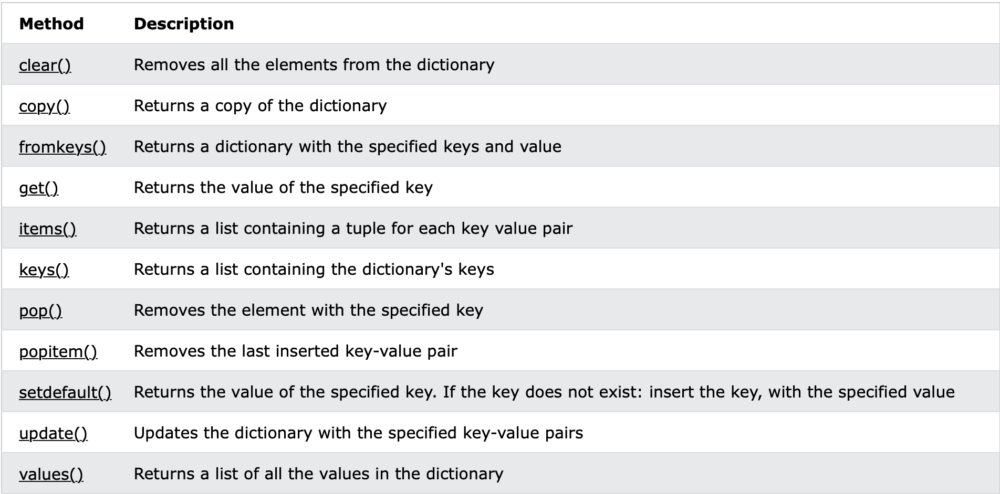 Method Description
clear() Removes all the elements from the dictionary
copy() Returns a copy of the dictionary
fromkeys() Returns a dictionary with the specified keys and value
get() Returns the value of the specified key
items() Returns a list containing a tuple for each key value pair
keys() Returns a list containing the dictionary's keys
pop() Removes the element with the specified key
popitem() Removes the last inserted key-value pair
setdefault() Returns the value of the specified key. If the key does not exist: insert the key, with the specified value
update() Updates the dictionary with the specified key-value pairs
values() Returns a list of all the values in the dictionary